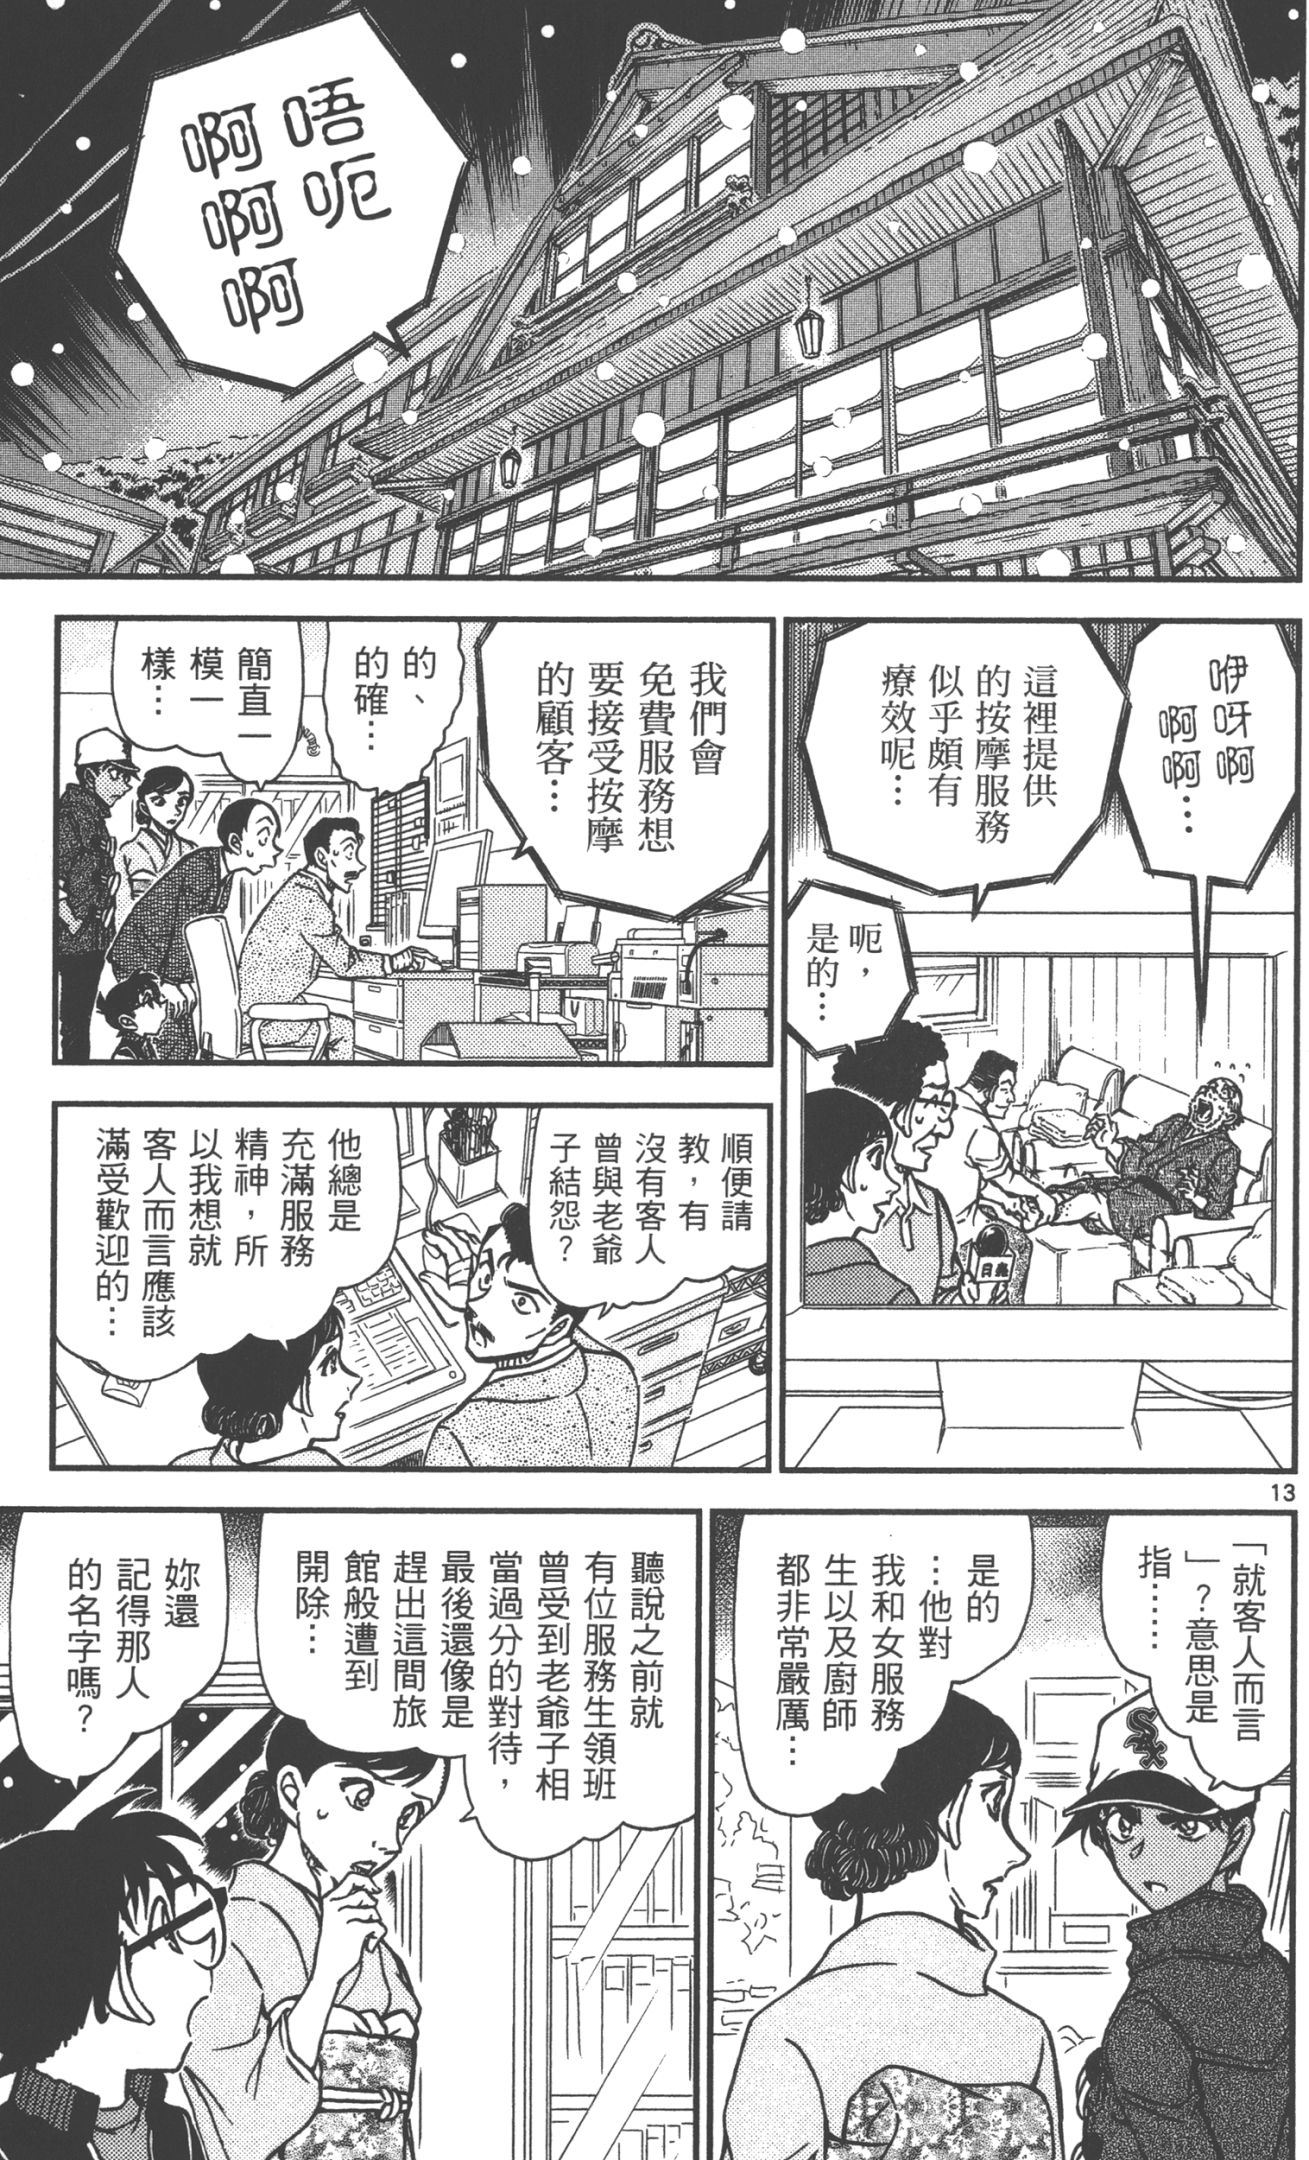 唔呃
啊
啊
啊
咿呀啊
啊
啊…
這裡提供
的按摩服務
似乎頗有
療效呢…
呃，
是的…
日売
我們會
免費服務想
要接受按摩
的顧客…
的、
的確…
簡直一
模一
樣…
順便請
教，有
沒有客人
曾與老爺
子結怨？
他總是
充滿服務
精神，所
以我想就
客人而言應該
滿受歡迎的…
13
「就客人而言
」？意思是
指……
Sox
是的
…他對
我和女服務
生以及廚師
都非常嚴厲…
聽說之前就
有位服務生領班
曾受到老爺子相
當過分的對待，
最後還像是
趕出這間旅
館般遭到
開除…
妳還
記得那人
的名字嗎？